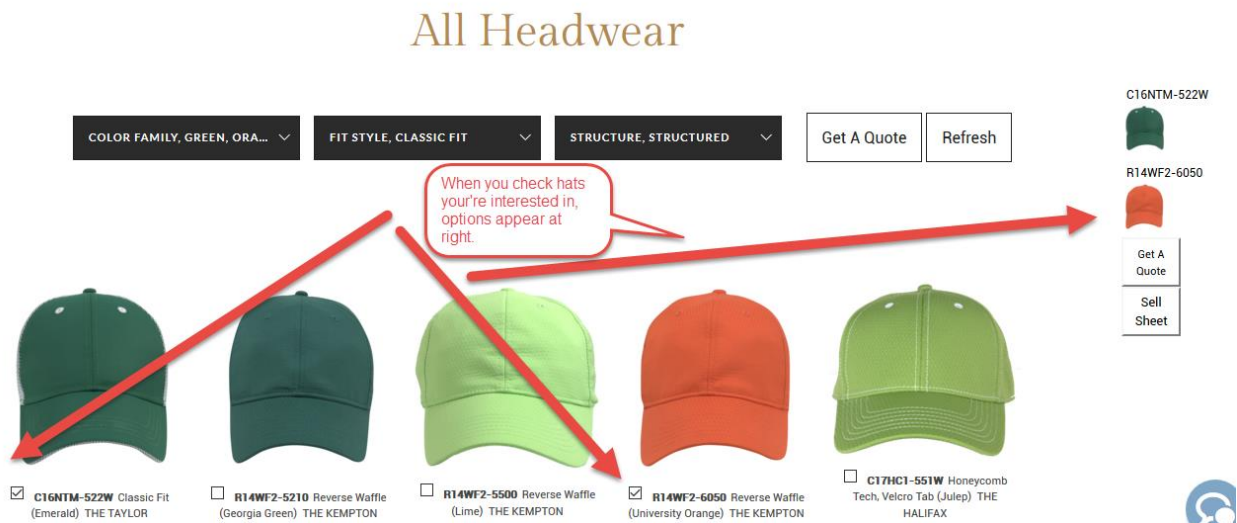 All Headwear
COLOR FAMILY, GREEN, ORA...
FIT STYLE, CLASSIC FIT
STRUCTURE, STRUCTURED
Get A Quote
Refresh
When you check hats
your're interested in,
options appear at
right.
C16NTM-522W
R14WF2-6050
Get A
Quote
Sell
Sheet
C16NTM-522W Classic Fit
(Emerald) THE TAYLOR
R14WF2-5210 Reverse Waffle
(Georgia Green) THE KEMPTON
R14WF2-5500 Reverse Waffle
(Lime) THE KEMPTON
R14WF2-6050 Reverse Waffle
(University Orange) THE KEMPTON
C17HC1-551W Honeycomb
Tech, Velcro Tab (Julep) THE
HALIFAX